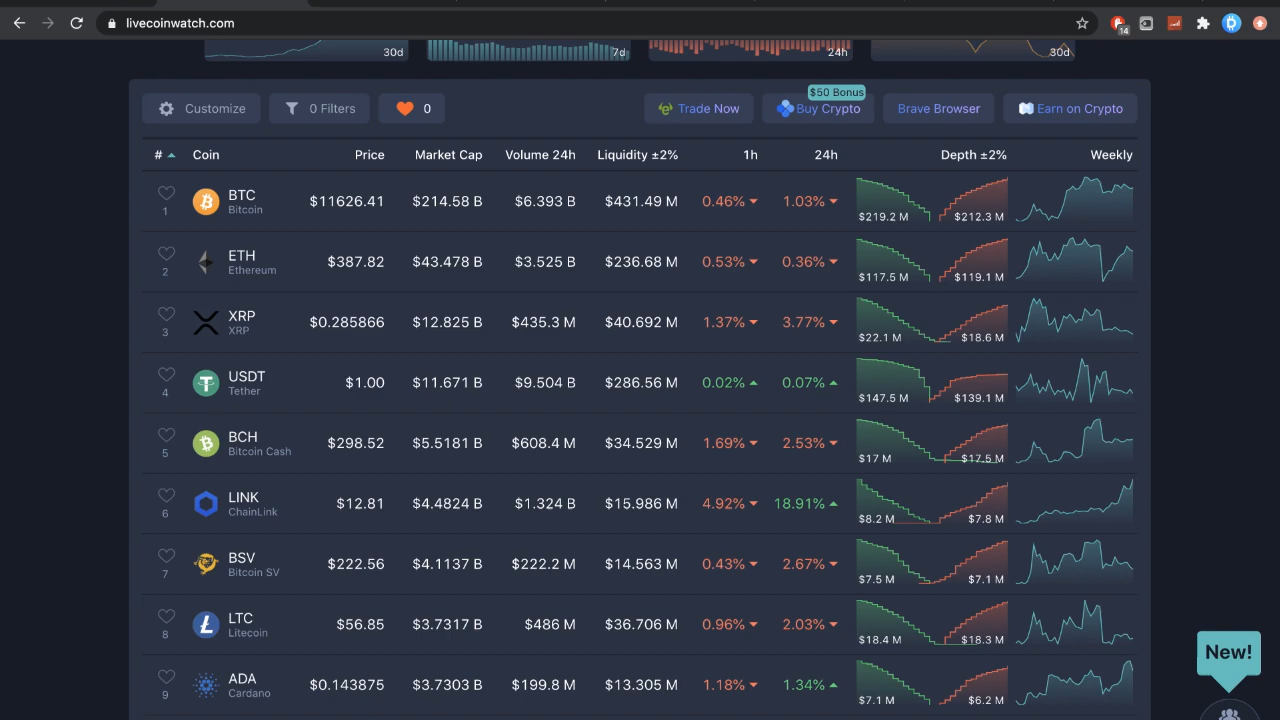 livecoinwatch.com
14
30d 7d 24h 30d
$50 Bonus
Customize 0 Filters 0 Trade Now Buy Crypto Brave Browser Earn on Crypto
# Coin Price Market Cap Volume 24h Liquidity ±2% 1h 24h Depth ±2% Weekly
1 BTC Bitcoin $11626.41 $214.58 B $6.393 B $431.49 M 0.46% 1.03% $219.2 M $212.3 M
2 ETH Ethereum $387.82 $43.478 B $3.525 B $236.68 M 0.53% 0.36% $117.5 M $119.1 M
3 XRP XRP $0.285866 $12.825 B $435.3 M $40.692 M 1.37% 3.77% $22.1 M $18.6 M
4 USDT Tether $1.00 $11.671 B $9.504 B $286.56 M 0.02% 0.07% $147.5 M $139.1 M
5 BCH Bitcoin Cash $298.52 $5.5181 B $608.4 M $34.529 M 1.69% 2.53% $17 M $17.5 M
6 LINK ChainLink $12.81 $4.4824 B $1.324 B $15.986 M 4.92% 18.91% $8.2 M $7.8 M
7 BSV Bitcoin SV $222.56 $4.1137 B $222.2 M $14.563 M 0.43% 2.67% $7.5 M $7.1 M
8 LTC Litecoin $56.85 $3.7317 B $486 M $36.706 M 0.96% 2.03% $18.4 M $18.3 M
9 ADA Cardano $0.143875 $3.7303 B $199.8 M $13.305 M 1.18% 1.34% $7.1 M $6.2 M
New!